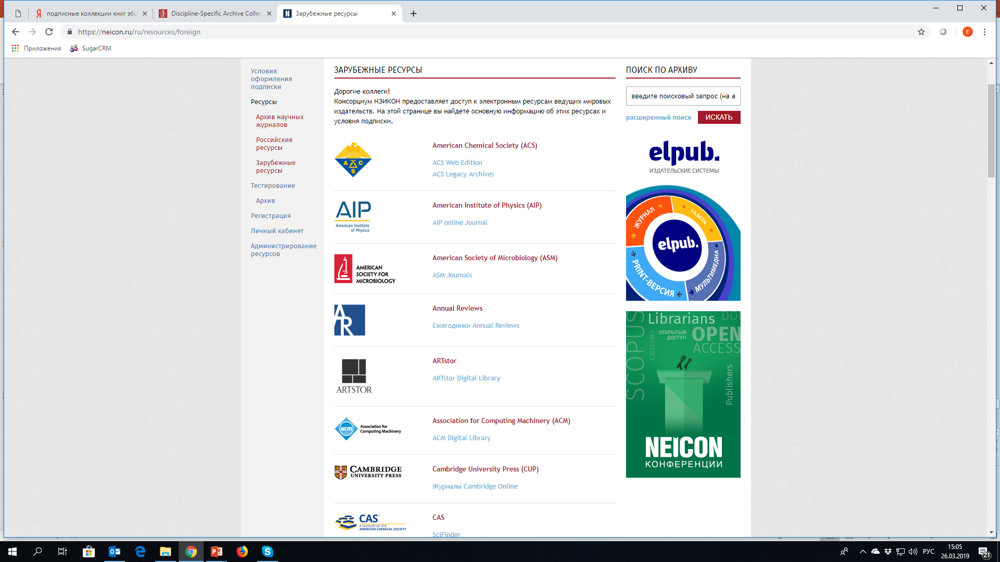 подписные коллекции книг эбс
Discipline-Specific Archive Collec
Зарубежные ресурсы
https://neicon.ru/ru/resources/foreign
E
Приложения
SugarCRM
Условия
оформления
подписки
Ресурсы
Архив научных
журналов
Российские
ресурсы
Зарубежные
ресурсы
Тестирование
Архив
Регистрация
Личный кабинет
Администрирование
ресурсов
ЗАРУБЕЖНЫЕ РЕСУРСЫ
Дорогие коллеги!
Консорциум НЭИКОН предоставляет доступ к электронным ресурсам ведущих мировых
издательств. На этой странице вы найдете основную информацию об этих ресурсах и
условия подписки.
A C
S
American Chemical Society (ACS)
ACS Web Edition
ACS Legacy Archives
AIP
American Institute
of Physics
American Institute of Physics (AIP)
AIP online Journal
AMERICAN
SOCIETY FOR
MICROBIOLOGY
American Society of Microbiology (ASM)
ASM Journals
AR
Annual Reviews
Ежегодники Annual Reviews
ARTSTOR
ARTstor
ARTstor Digital Library
acm
Association for
Computing Machinery
Association for Computing Machinery (ACM)
ACM Digital Library
CAMBRIDGE
UNIVERSITY PRESS
Cambridge University Press (CUP)
Журналы Cambridge Online
CAS
A DIVISION OF THE
AMERICAN CHEMICAL SOCIETY
CAS
SciFinder
ПОИСК ПО АРХИВУ
введите поисковый запрос (на а
расширенный поиск
ИСКАТЬ
elpub.
ИЗДАТЕЛЬСКИЕ СИСТЕМЫ
ЖУРНАЛ
ГАЗЕТА
elpub.
PRINT-ВЕРСИЯ
МУЛЬТИМЕДИА
SCOPUS
Librarians
DOI
CROSSREF
ОТКРЫТЫЙ
ДОСТУП
OPEN
ACCESS
Publishers
NEICON
КОНФЕРЕНЦИИ
РУС
15:05
26.03.2019
21